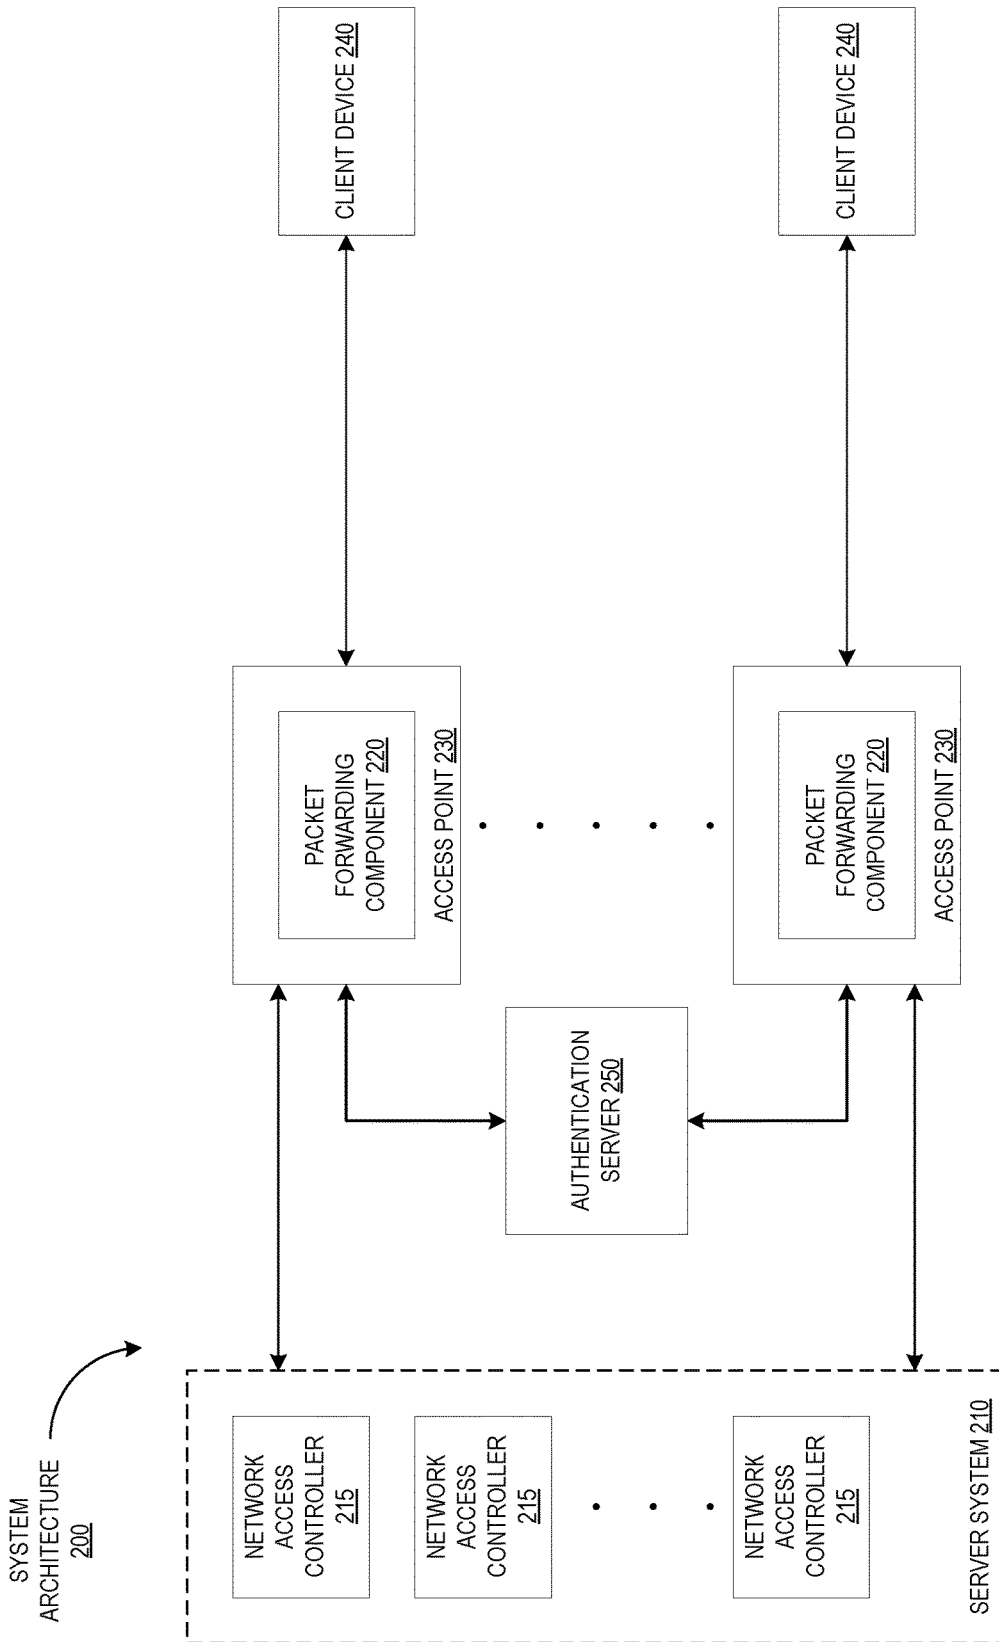 SYSTEM
ARCHITECTURE
200
NETWORK
ACCESS
CONTROLLER
215
NETWORK
ACCESS
CONTROLLER
215
NETWORK
ACCESS
CONTROLLER
215
SERVER SYSTEM 210
AUTHENTICATION
SERVER 250
PACKET
FORWARDING
COMPONENT 220
ACCESS POINT 230
PACKET
FORWARDING
COMPONENT 220
ACCESS POINT 230
CLIENT DEVICE 240
CLIENT DEVICE 240